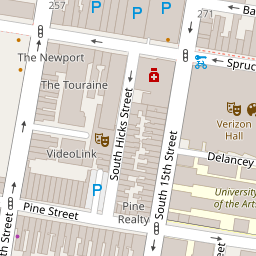 257
271
Ba
P
P
P
The Newport
Spruc
The Touraine
South Hicks Street
Verizon
Hall
VideoLink
Delancey
South 15th Street
P
University
of the Arts
Pine
Realty
Pine Street
th Street